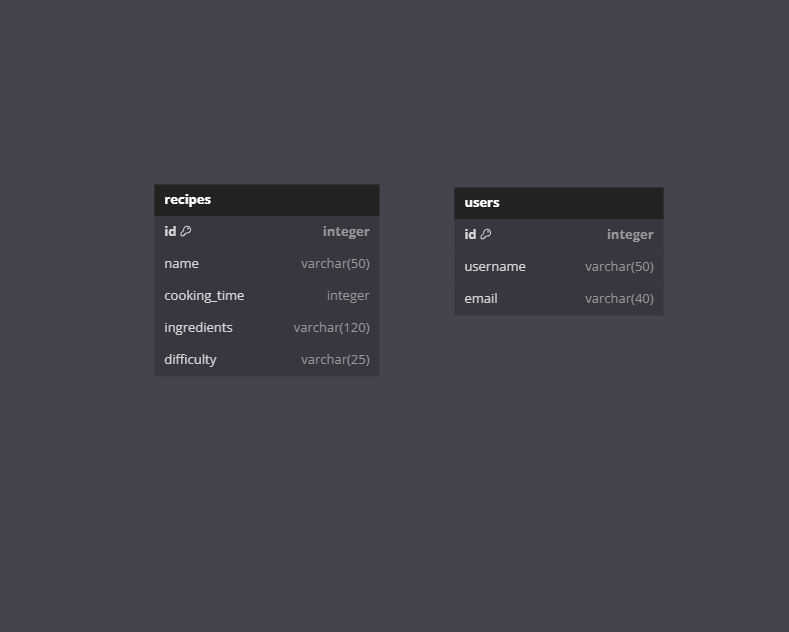 recipes
id integer
name varchar(50)
cooking_time integer
ingredients varchar(120)
difficulty varchar(25)
users
id integer
username varchar(50)
email varchar(40)